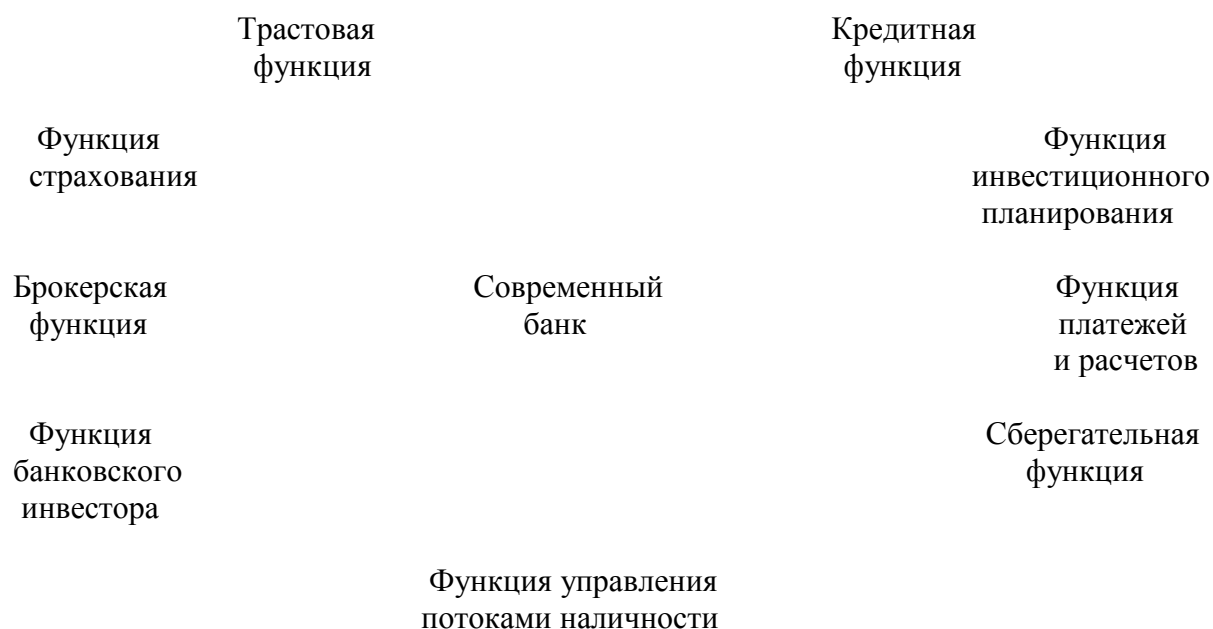 Трастовая
функция
Кредитная
функция
Функция
страхования
Функция
инвестиционного
планирования
Брокерская
функция
Современный
банк
Функция
платежей
и расчетов
Функция
банковского
инвестора
Сберегательная
функция
Функция управления
потоками наличности